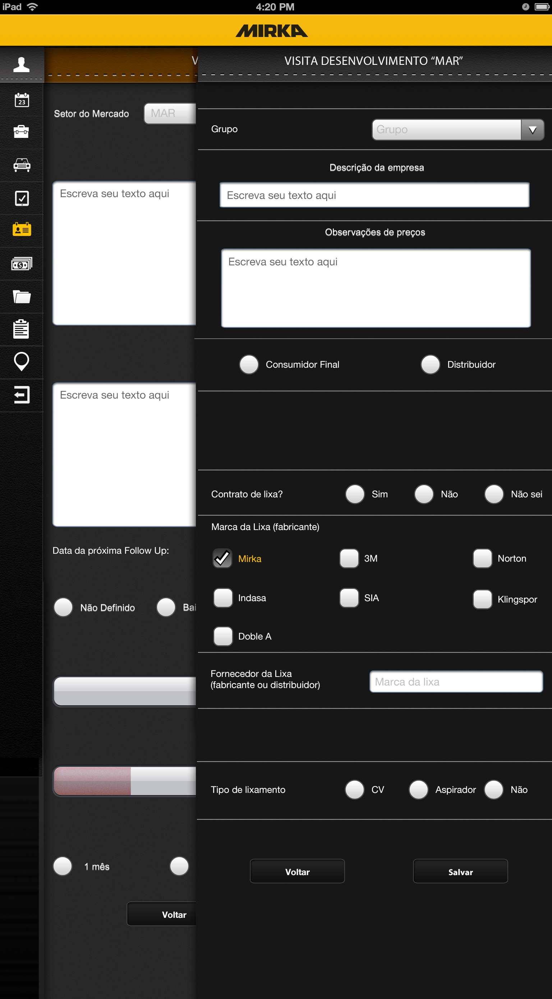 iPad
4:20 PM
MIRKA
V
VISITA DESENVOLVIMENTO “MAR”
23
Setor do Mercado
MAR
Grupo
Grupo
Descrição da empresa
Escreva seu texto aqui
Escreva seu texto aqui
Observações de preços
Escreva seu texto aqui
Consumidor Final
Distribuidor
Escreva seu texto aqui
Contrato de lixa?
Sim
Não
Não sei
Marca da Lixa (fabricante)
Data da próxima Follow Up:
Mirka
3M
Norton
Indasa
SIA
Klingspor
Não Definido
Bai
Doble A
Fornecedor da Lixa
(fabricante ou distribuidor)
Marca da lixa
Tipo de lixamento
CV
Aspirador
Não
1 mês
Voltar
Salvar
Voltar